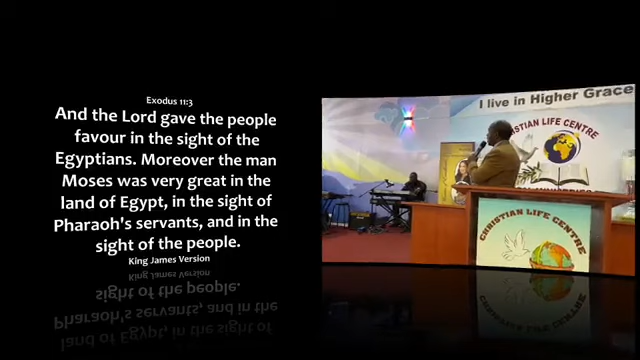 Exodus 11:3
And the Lord gave the people
favour in the sight of the
Egyptians. Moreover the man
Moses was very great in the
land of Egypt, in the sight of
Pharaoh's servants, and in the
sight of the people.
King James Version
I live in Higher Grace
CHRISTIAN LIFE CENTRE
CHRISTIAN LIFE CENTRE